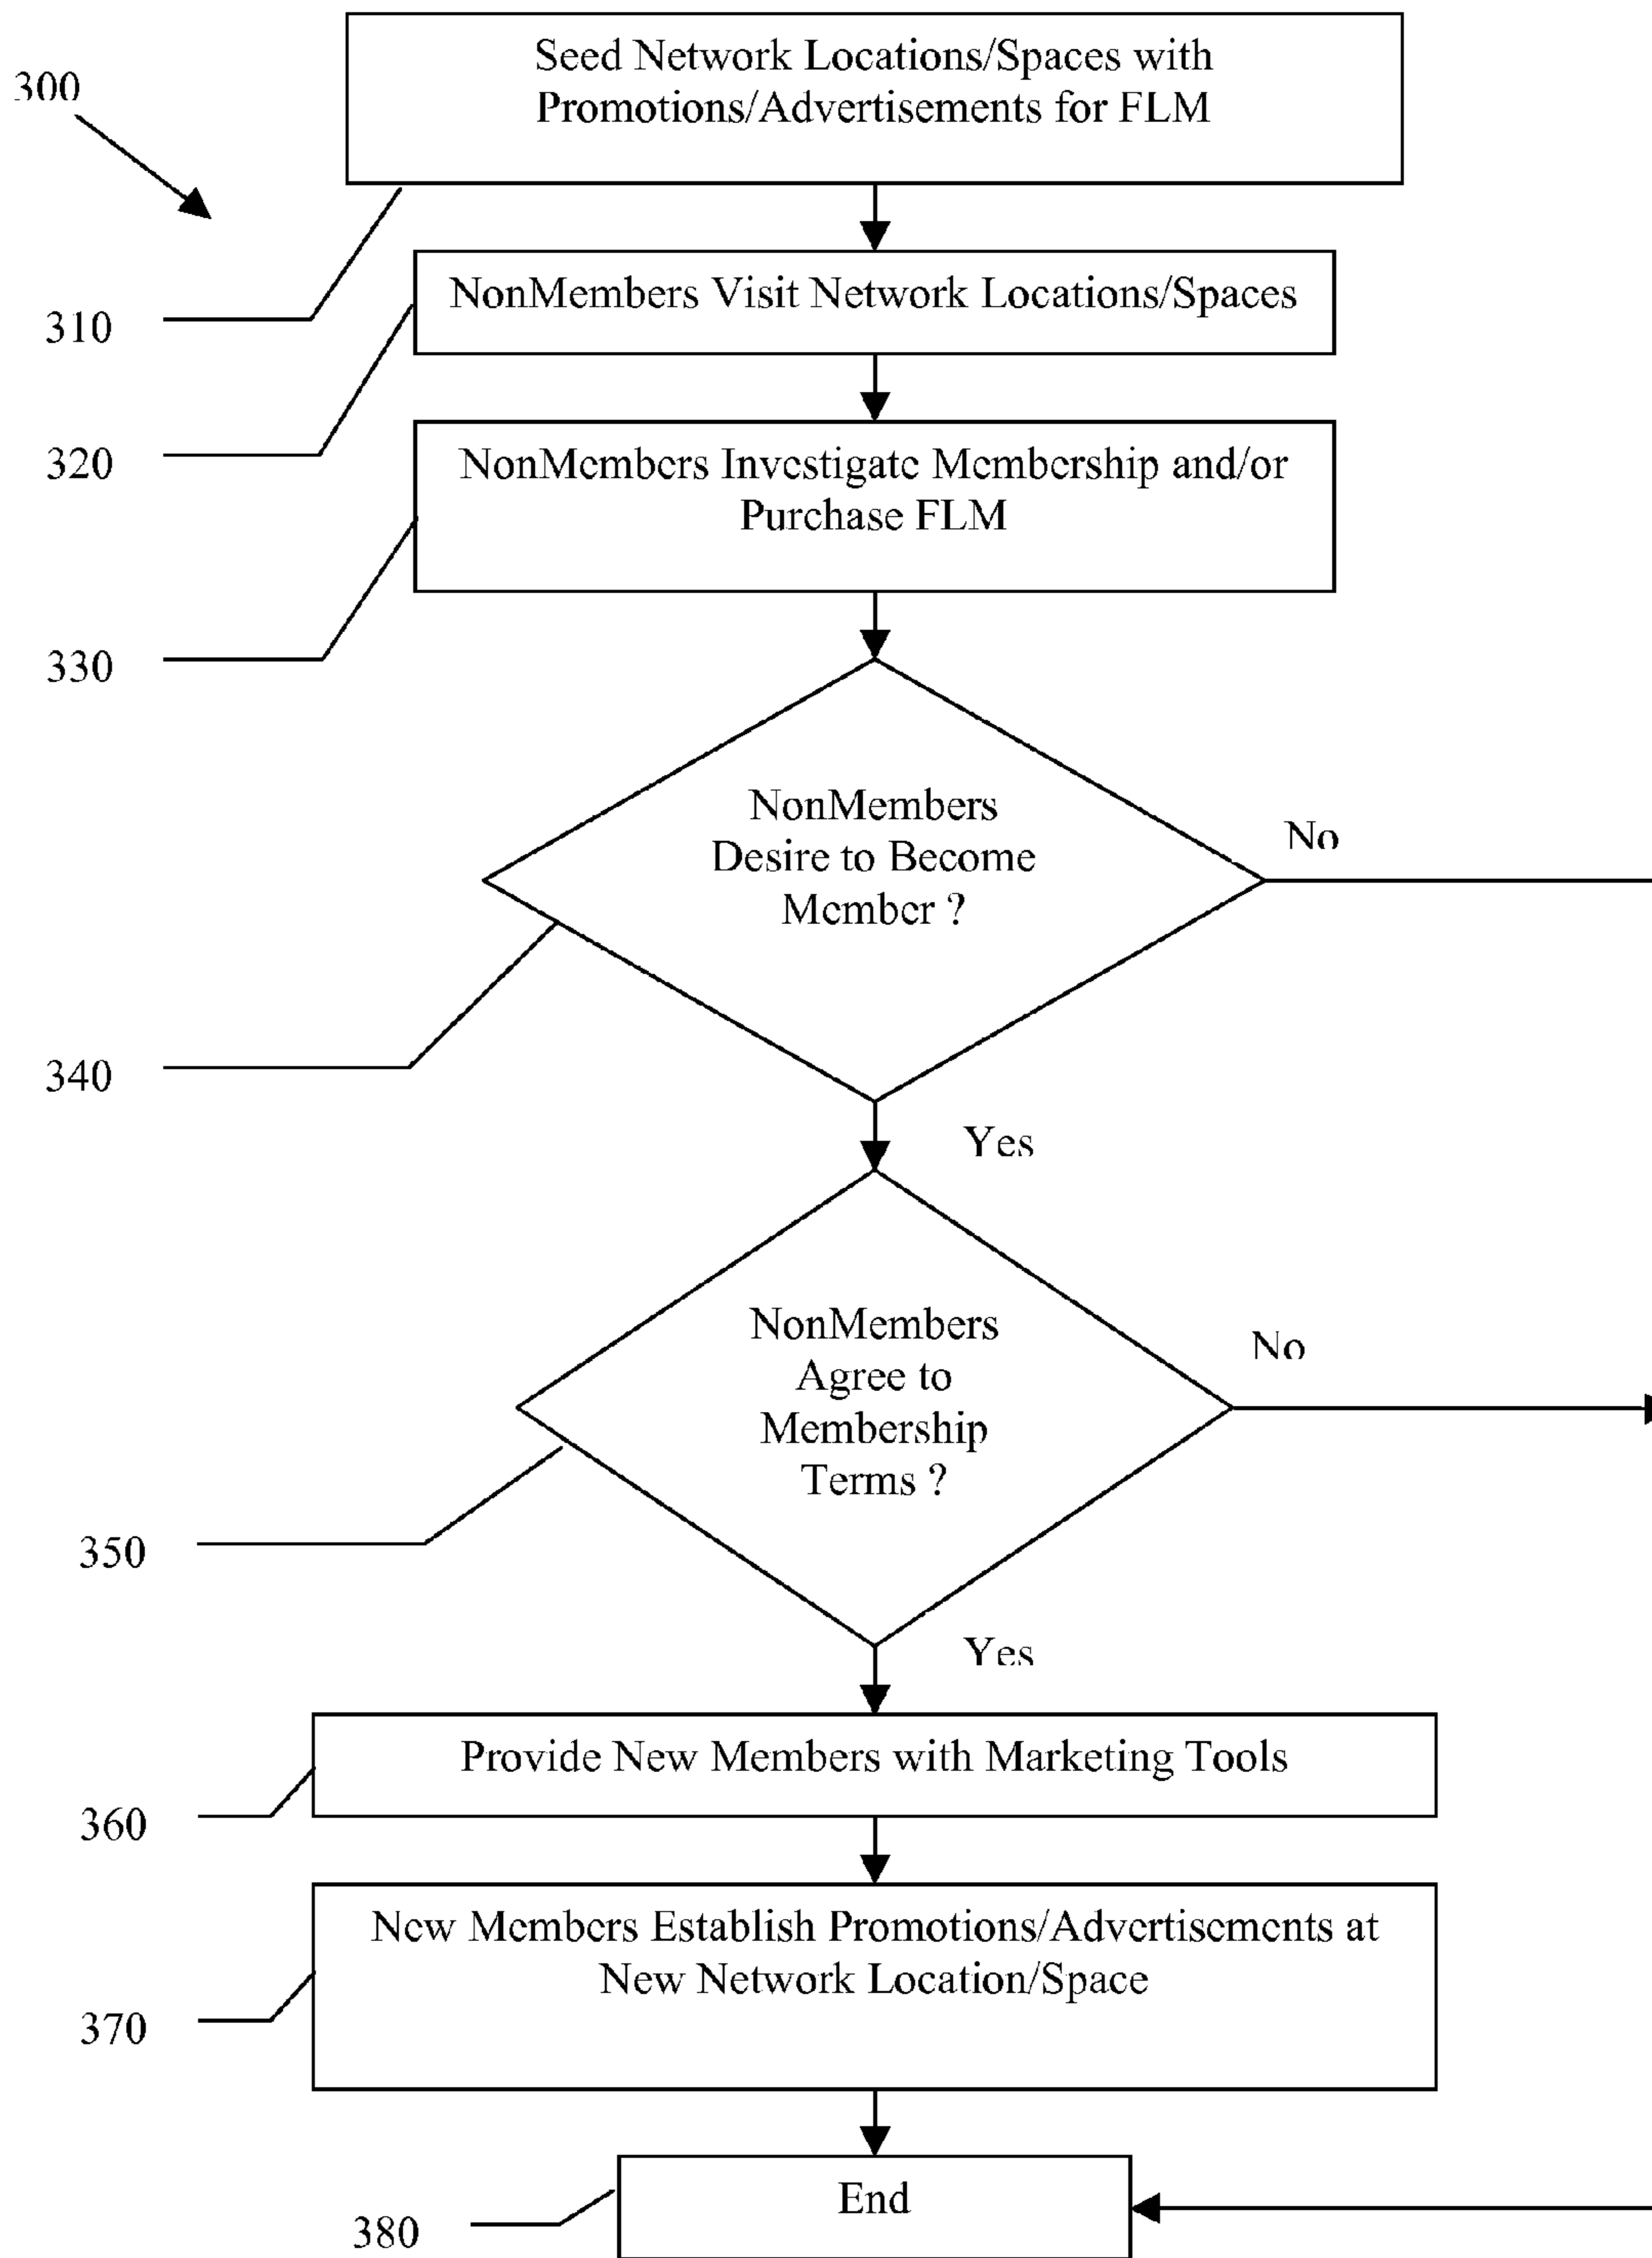 300
Seed Network Locations/Spaces with
Promotions/Advertisements for FLM
310
NonMembers Visit Network Locations/Spaces
320
NonMembers Investigate Membership and/or
Purchase FLM
330
NonMembers
Desire to Become
Member ?
No
340
Yes
NonMembers
Agree to
Membership
Terms ?
No
350
Yes
Provide New Members with Marketing Tools
360
New Members Establish Promotions/Advertisements at
New Network Location/Space
370
End
380